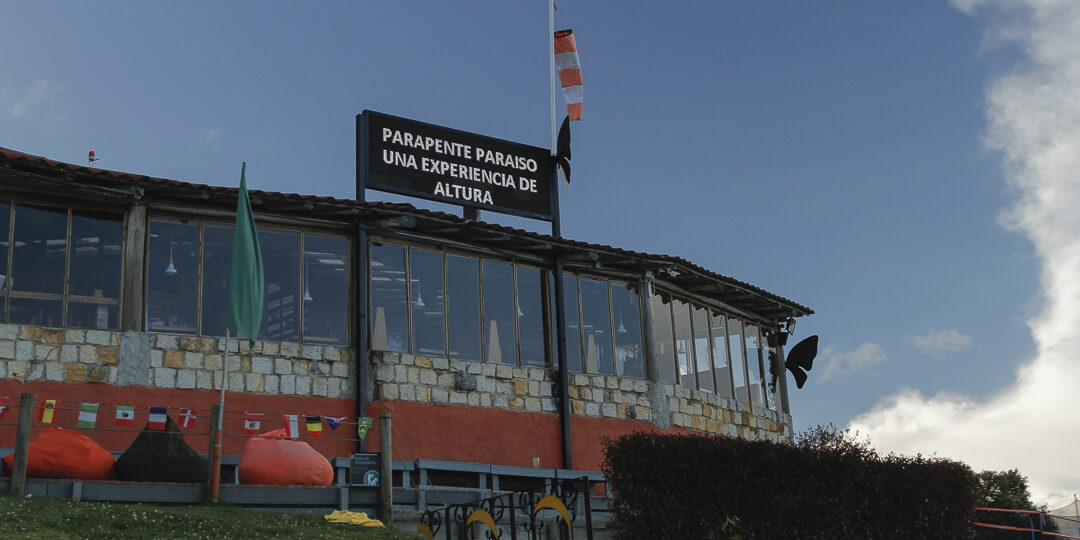 PARAPENTE PARAISO
UNA EXPERIENCIA DE
ALTURA